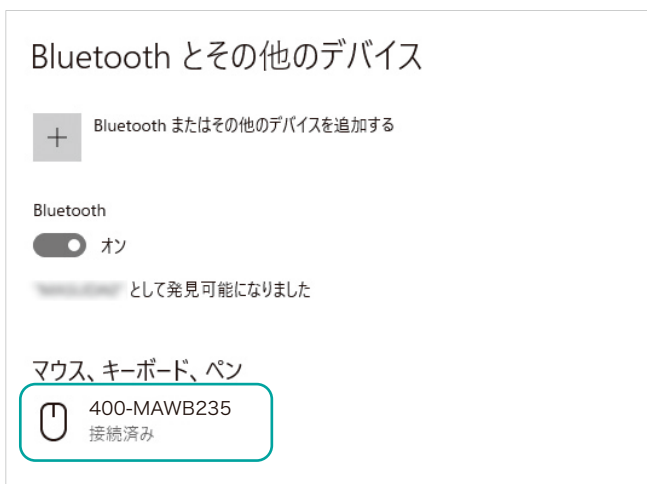 Bluetooth とその他のデバイス
Bluetooth またはその他のデバイスを追加する
Bluetooth
オン
として発見可能になりました
マウス、キーボード、ペン
400-MAWB235
接続済み